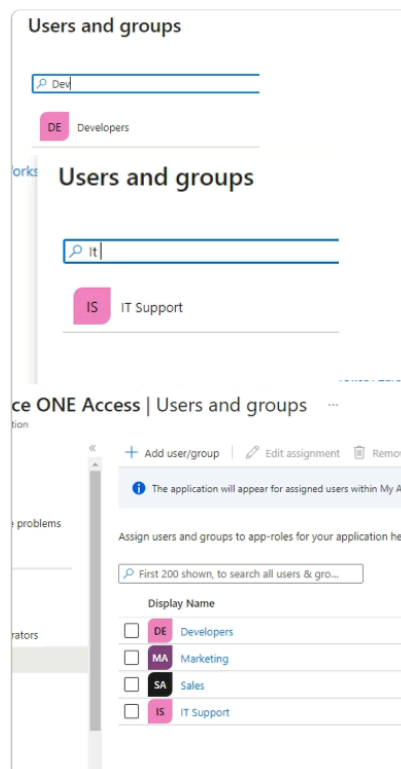 Users and groups
Dev
DE Developers
orks
Users and groups
It
IS IT Support
ce ONE Access | Users and groups ...
tion
«
+ Add user/group Edit assignment Remov
The application will appear for assigned users within My A
e problems
Assign users and groups to app-roles for your application he
First 200 shown, to search all users & gro...
Display Name
rators
DE Developers
MA Marketing
SA Sales
IS IT Support